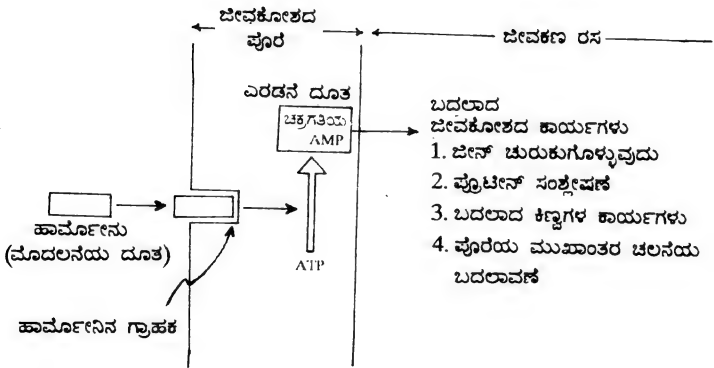 ಜೀವಕೋಶದ
ಪೊರೆ
ಜೀವಕಣ ರಸ
ಎರಡನೆ ದೂತ
ಚಕ್ರಗತಿಯ
AMP
ATP
ಹಾರ್ಮೋನು
(ಮೊದಲನೆಯ ದೂತ)
ಹಾರ್ಮೋನಿನ ಗ್ರಾಹಕ
ಬದಲಾದ
ಜೀವಕೋಶದ ಕಾರ್ಯಗಳು
1. ಜೀನ್ ಚುರುಕುಗೊಳ್ಳುವುದು
2. ಪ್ರೊಟೀನ್ ಸಂಶ್ಲೇಷಣೆ
3. ಬದಲಾದ ಕಿಣ್ವಗಳ ಕಾರ್ಯಗಳು
4. ಪೊರೆಯ ಮುಖಾಂತರ ಚಲನೆಯ
ಬದಲಾವಣೆ